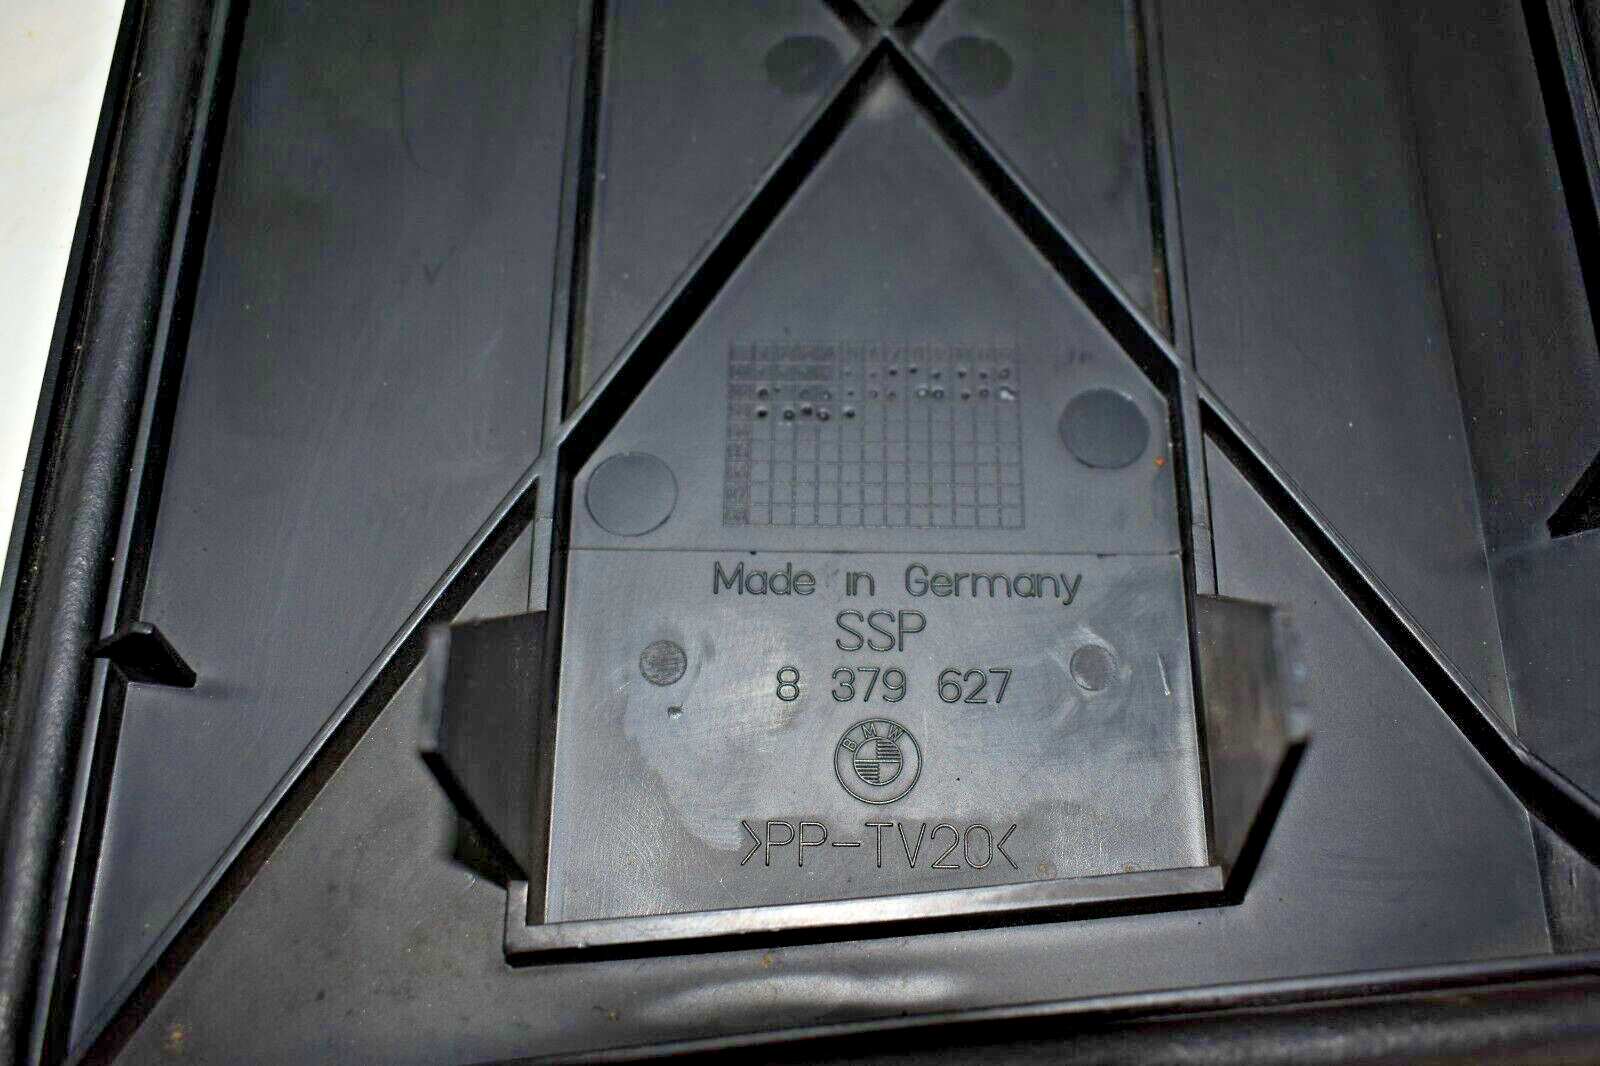 Made in Germany
SSP
8 379 627
BMW
>PP-TV20<